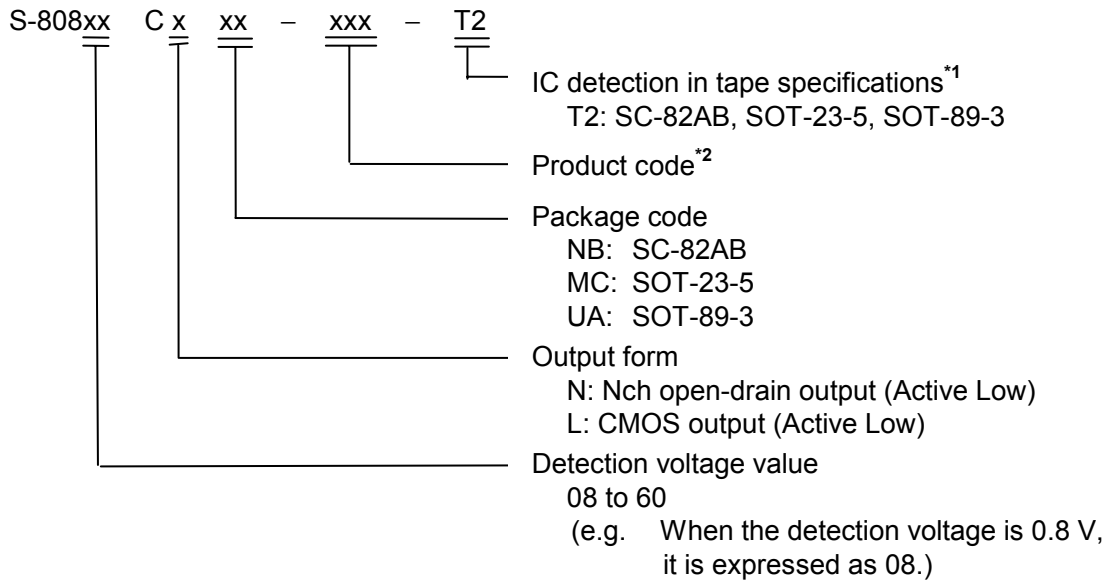 S-808xx C x xx – xxx – T2
IC detection in tape specifications*1
T2: SC-82AB, SOT-23-5, SOT-89-3
Product code*2
Package code
NB: SC-82AB
MC: SOT-23-5
UA: SOT-89-3
Output form
N: Nch open-drain output (Active Low)
L: CMOS output (Active Low)
Detection voltage value
08 to 60
(e.g. When the detection voltage is 0.8 V,
it is expressed as 08.)